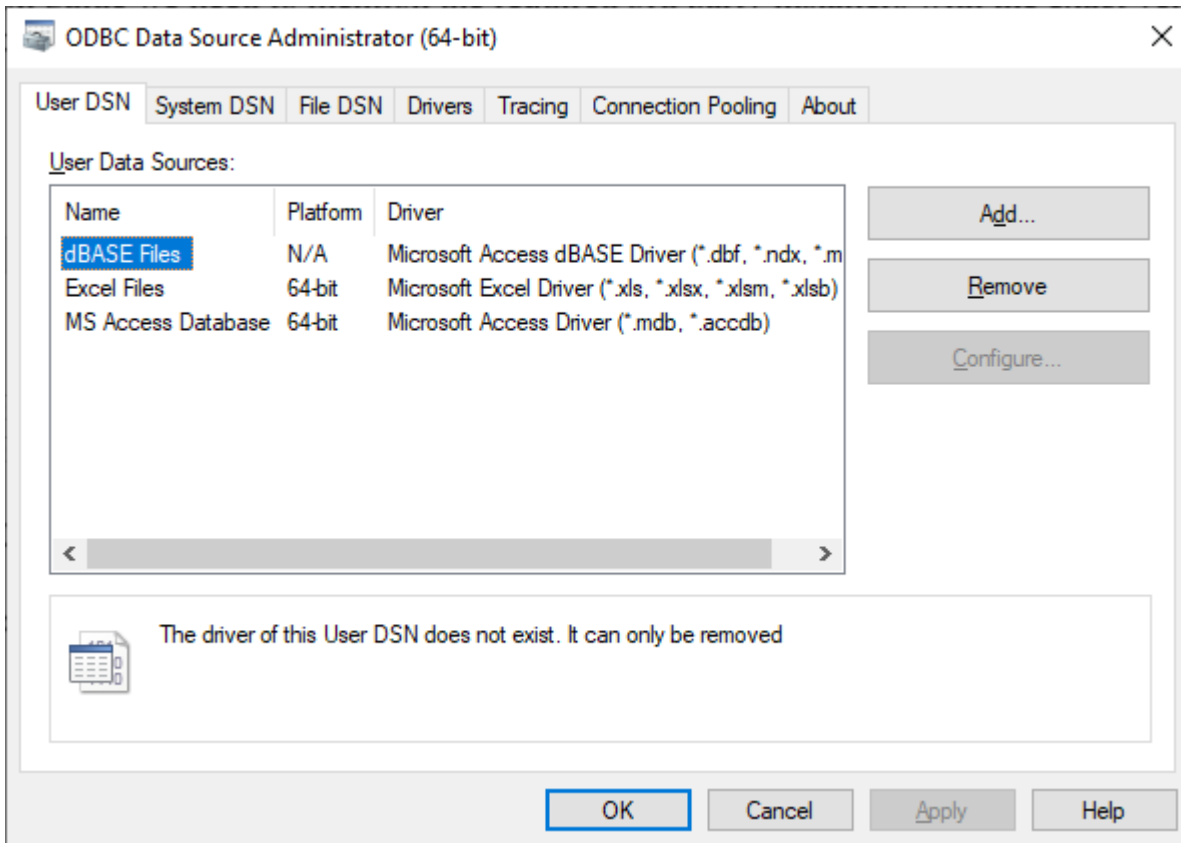 ODBC Data Source Administrator (64-bit)
User DSN System DSN File DSN Drivers Tracing Connection Pooling About
User Data Sources:
Name Platform Driver
dBASE Files N/A Microsoft Access dBASE Driver (*.dbf, *.ndx, *.m
Excel Files 64-bit Microsoft Excel Driver (*.xls, *.xlsx, *.xlsm, *.xlsb)
MS Access Database 64-bit Microsoft Access Driver (*.mdb, *.accdb)
Add...
Remove
Configure...
The driver of this User DSN does not exist. It can only be removed
OK Cancel Apply Help